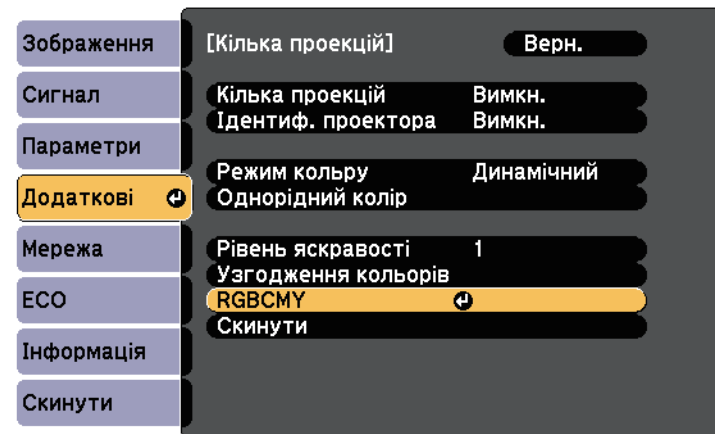 Зображення
Сигнал
Параметри
Додаткові
Мережа
ECO
Інформація
Скинути
[Кілька проекцій] Верн.
Кілька проекцій Вимкн.
Ідентиф. проектора Вимкн.
Режим кольру Динамічний
Однорідний колір
Рівень яскравості 1
Узгодження кольорів
RGBCMY
Скинути